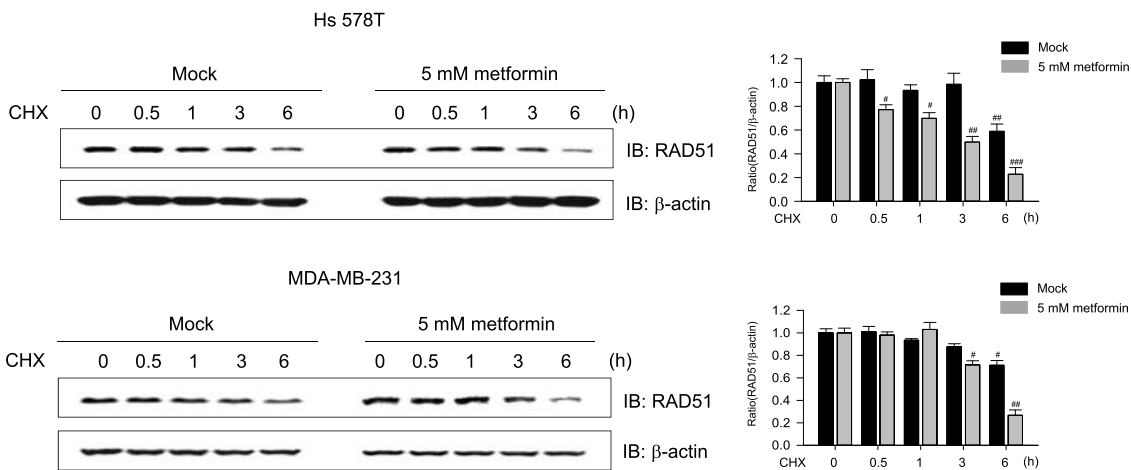 Hs 578T
Mock 5 mM metformin
CHX 0 0.5 1 3 6 0 0.5 1 3 6 (h)
IB: RAD51
IB: β-actin
Mock
5 mM metformin
Ratio(RAD51/β-actin)
1.2
1.0
0.8
0.6
0.4
0.2
0.0
# # ## ## ###
CHX 0 0.5 1 3 6 (h)
MDA-MB-231
Mock 5 mM metformin
CHX 0 0.5 1 3 6 0 0.5 1 3 6 (h)
IB: RAD51
IB: β-actin
Mock
5 mM metformin
Ratio(RAD51/β-actin)
1.2
1.0
0.8
0.6
0.4
0.2
0.0
# # ##
CHX 0 0.5 1 3 6 (h)